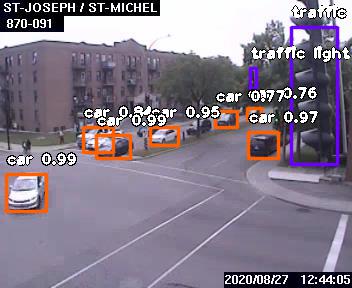 ST-JOSEPH / ST-MICHEL
870-091
traffic
traffic light
car 0.77
0.76
car 0.84
car 0.95
car 0.99
car 0.97
car 0.99
2020/08/27 12:44:05